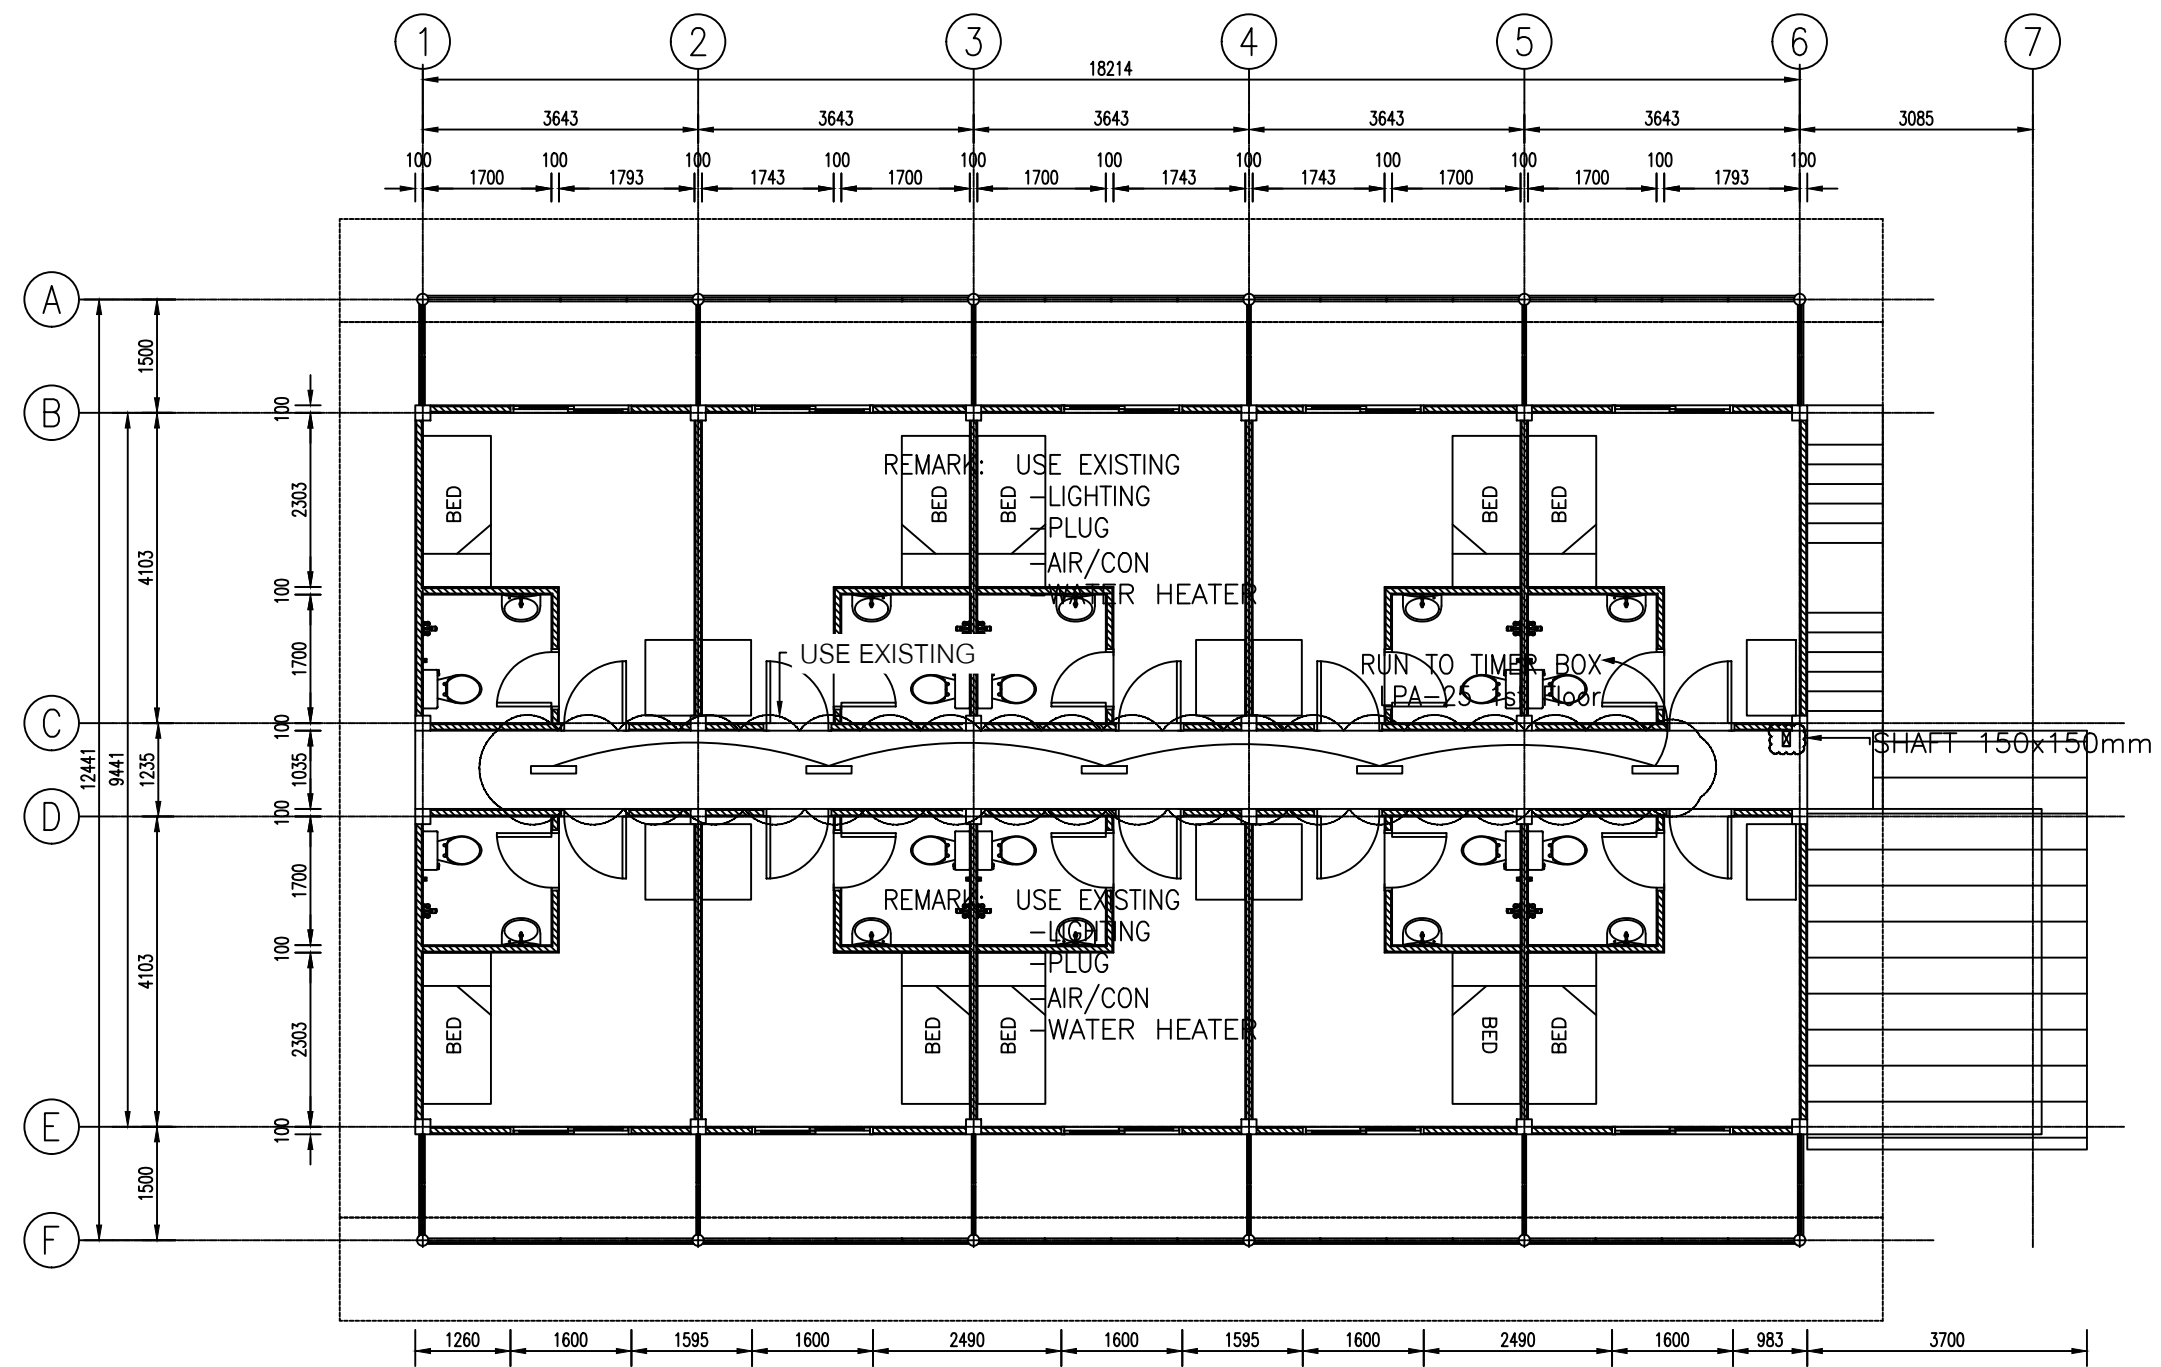 1 2 3 4 5 6 7
18214
3643 3643 3643 3643 3643 3085
100 100 100 100 100 100 100 100 100 100 100
1700 1793 1743 1700 1700 1743 1743 1700 1700 1793
A
1500
B
100
REMARK: USE EXISTING
-LIGHTING
-PLUG
-AIR/CON
-WATER HEATER
BED BED BED BED BED
2303
4103
100
1700
USE EXISTING
RUN TO TIMER BOX
LPA-25 1st Floor
C
100
SHAFT 150x150mm
12441 9441 1235 1035
D
100
1700
REMARK: USE EXISTING
-LIGHTING
-PLUG
-AIR/CON
-WATER HEATER
100
4103
2303
BED BED BED BED BED
E
100
1500
F
1260 1600 1595 1600 2490 1600 1595 1600 2490 1600 983 3700